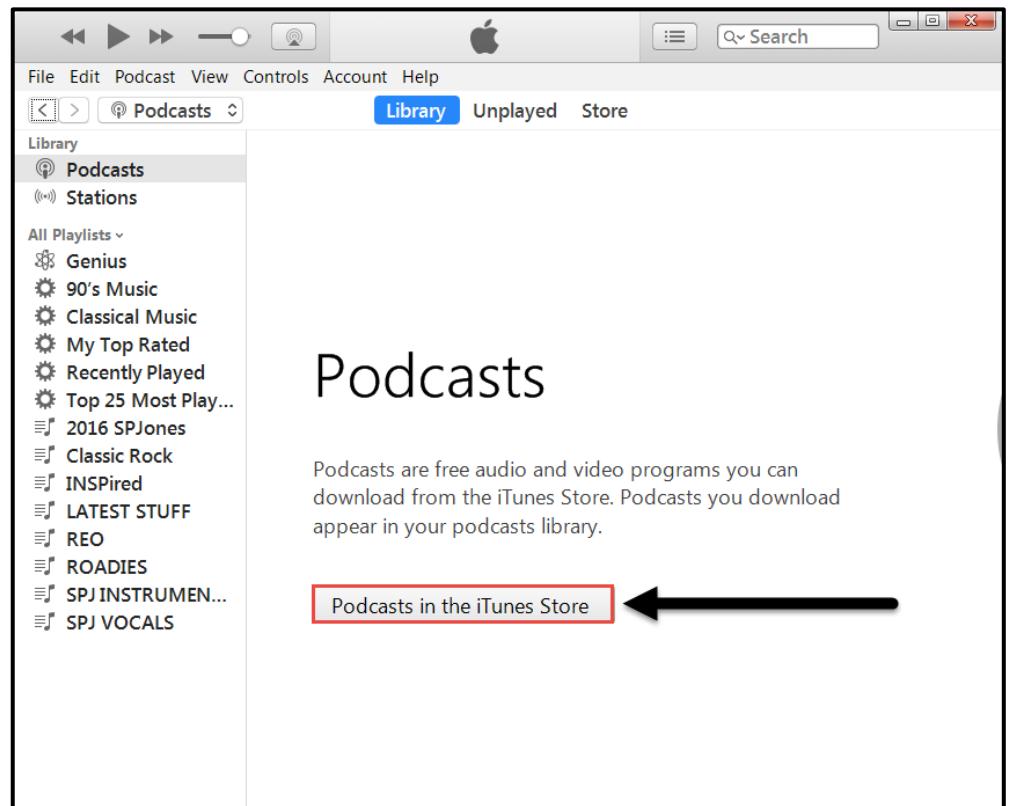 Search
File Edit Podcast View Controls Account Help
Podcasts Library Unplayed Store
Library
Podcasts
Stations
All Playlists
Genius
90's Music
Classical Music
My Top Rated
Recently Played
Top 25 Most Play...
2016 SPJones
Classic Rock
INSPired
LATEST STUFF
REO
ROADIES
SPJ INSTRUMEN...
SPJ VOCALS
Podcasts
Podcasts are free audio and video programs you can
download from the iTunes Store. Podcasts you download
appear in your podcasts library.
Podcasts in the iTunes Store